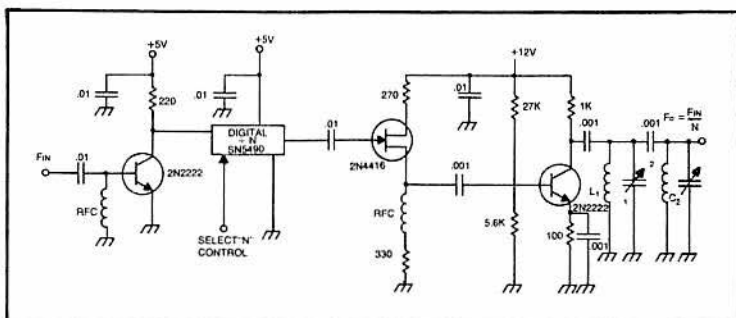 +5V
+5V
+12V
.01
220
.01
270
.01
27K
1K
.001
.001
Fo = FIN
N
DIGITAL
÷ N
SN5490
.01
2N4416
FIN
.01
2N2222
RFC
.001
2N2222
L1
1
2
C2
RFC
SELECT "N"
CONTROL
5.6K
330
100
.001